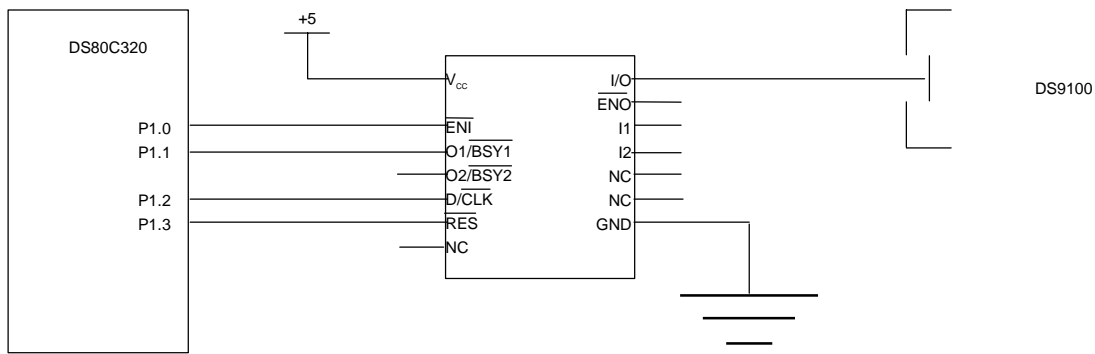 +5
DS80C320
VCC
I/O
DS9100
ENO
P1.0
ENI
I1
P1.1
O1/BSY1
I2
O2/BSY2
NC
P1.2
D/CLK
NC
P1.3
RES
GND
NC